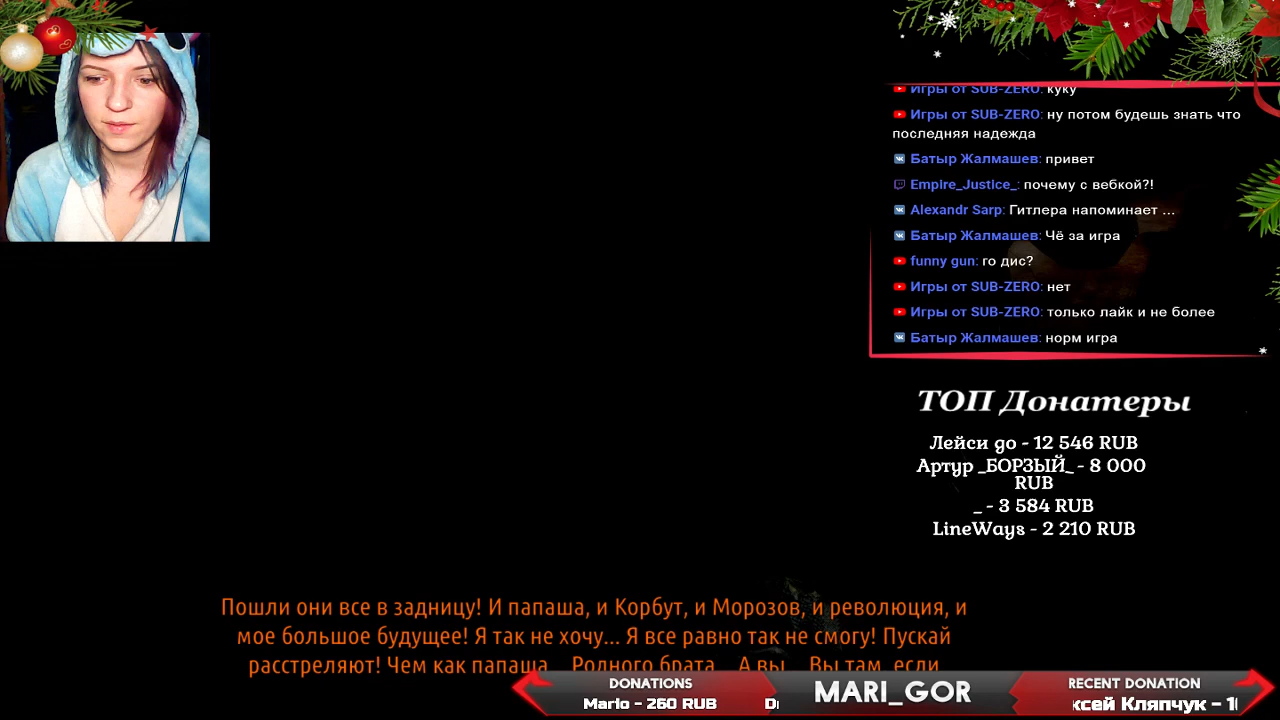 Игры от SUB-ZERO: куку
Игры от SUB-ZERO: ну потом будешь знать что
последняя надежда
Батыр Жалмашев: привет
Empire_Justice_: почему с вебкой?!
Alexandr Sarp: Гитлера напоминает ...
Батыр Жалмашев: Чё за игра
funny gun: го дис?
Игры от SUB-ZERO: нет
Игры от SUB-ZERO: только лайк и не более
Батыр Жалмашев: норм игра
ТОП Донатеры
Лейси до - 12 546 RUB
Артур _БОРЗЫЙ_ - 8 000
RUB
_ - 3 584 RUB
LineWays - 2 210 RUB
Пошли они все в задницу! И папаша, и Корбут, и Морозов, и революция, и
мое большое будущее! Я так не хочу... Я все равно так не смогу! Пускай
расстреляют! Чем как папаша... Родного брата... А вы... Вы там, если
DONATIONS
Mario - 260 RUB
MARI_GOR
RECENT DONATION
ксей Кляпчук -